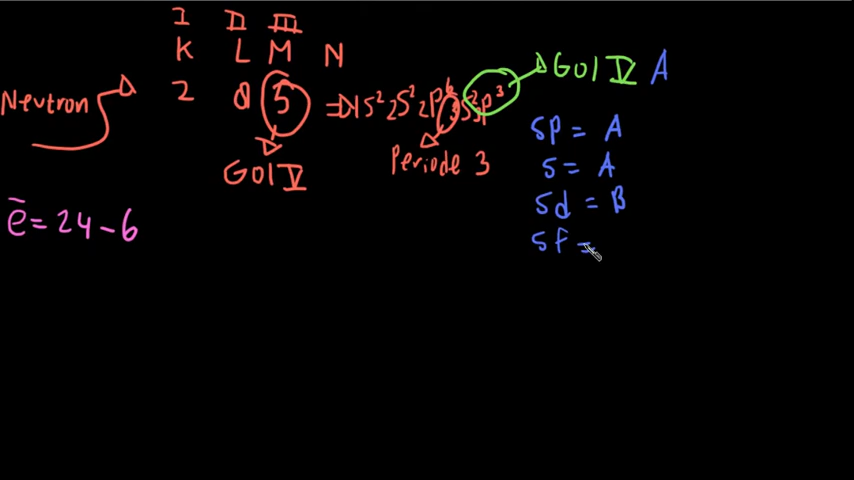 I II III
K L M N
Neutron 2 8 5 ⇒ 1s² 2s² 2p⁶ 3s² 3p³ → Gol V A
Gol V
Periode 3
sp = A
s = A
sd = B
sf =
e̅ = 24 - 6